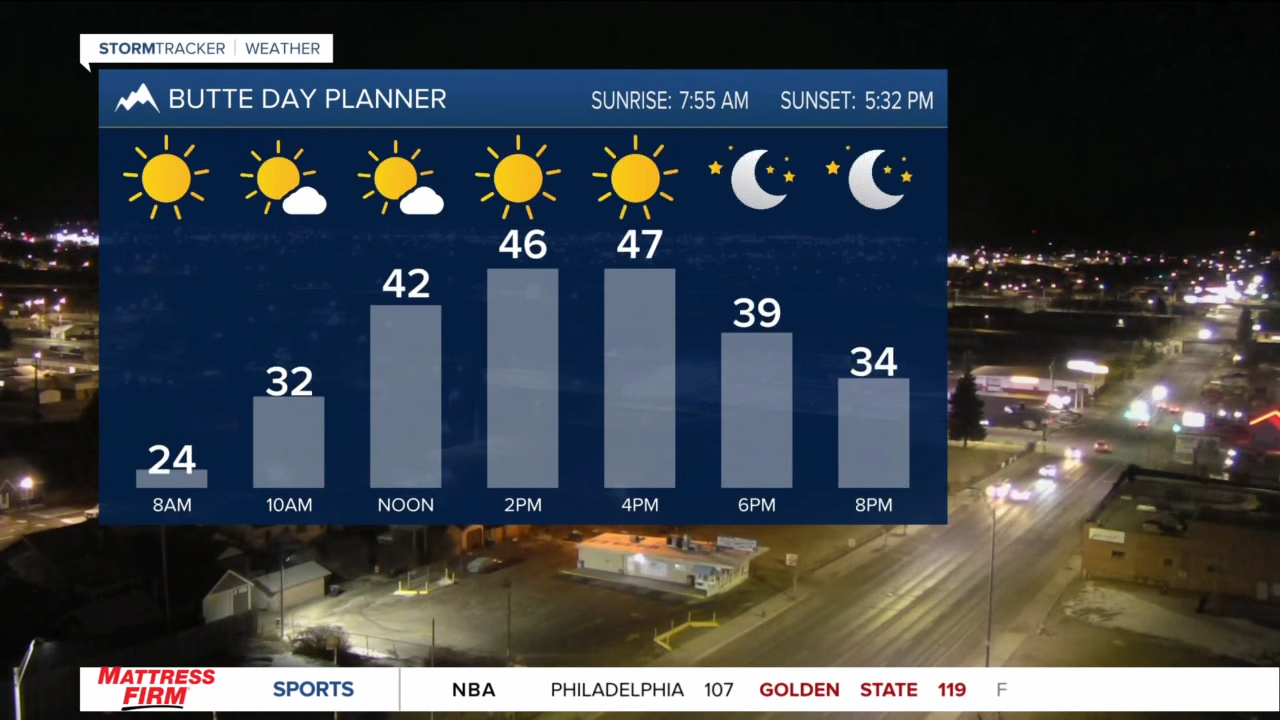 STORMTRACKER | WEATHER
BUTTE DAY PLANNER SUNRISE: 7:55 AM SUNSET: 5:32 PM
24 32 42 46 47 39 34
8AM 10AM NOON 2PM 4PM 6PM 8PM
MATTRESS FIRM SPORTS NBA PHILADELPHIA 107 GOLDEN STATE 119 F